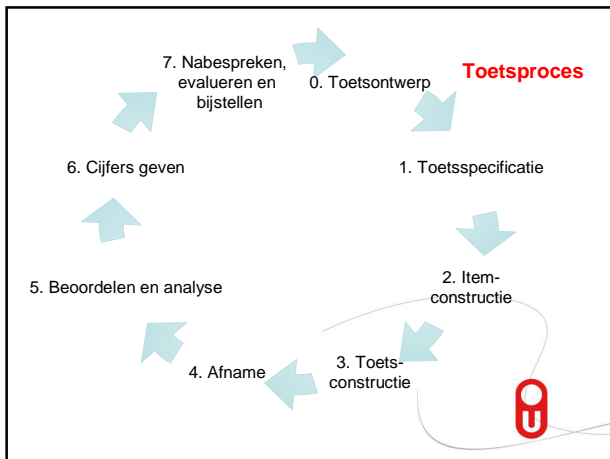 Toetsproces
0. Toetsontwerp
1. Toetsspecificatie
2. Item-
constructie
3. Toets-
constructie
4. Afname
5. Beoordelen en analyse
6. Cijfers geven
7. Nabespreken,
evalueren en
bijstellen